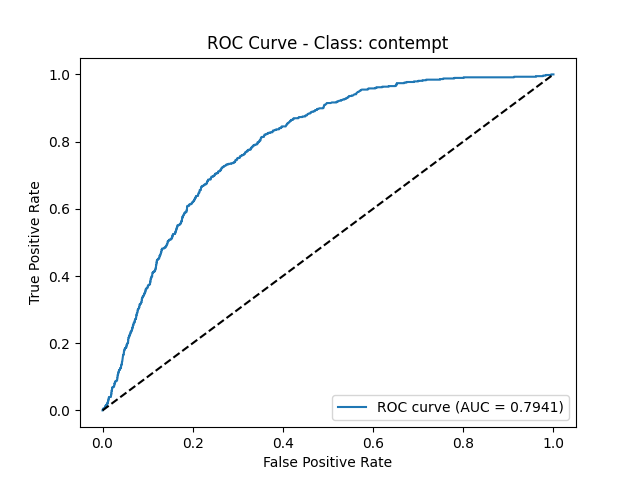 ROC Curve - Class: contempt
True Positive Rate
1.0
0.8
0.6
0.4
0.2
0.0
0.0 0.2 0.4 0.6 0.8 1.0
False Positive Rate
ROC curve (AUC = 0.7941)